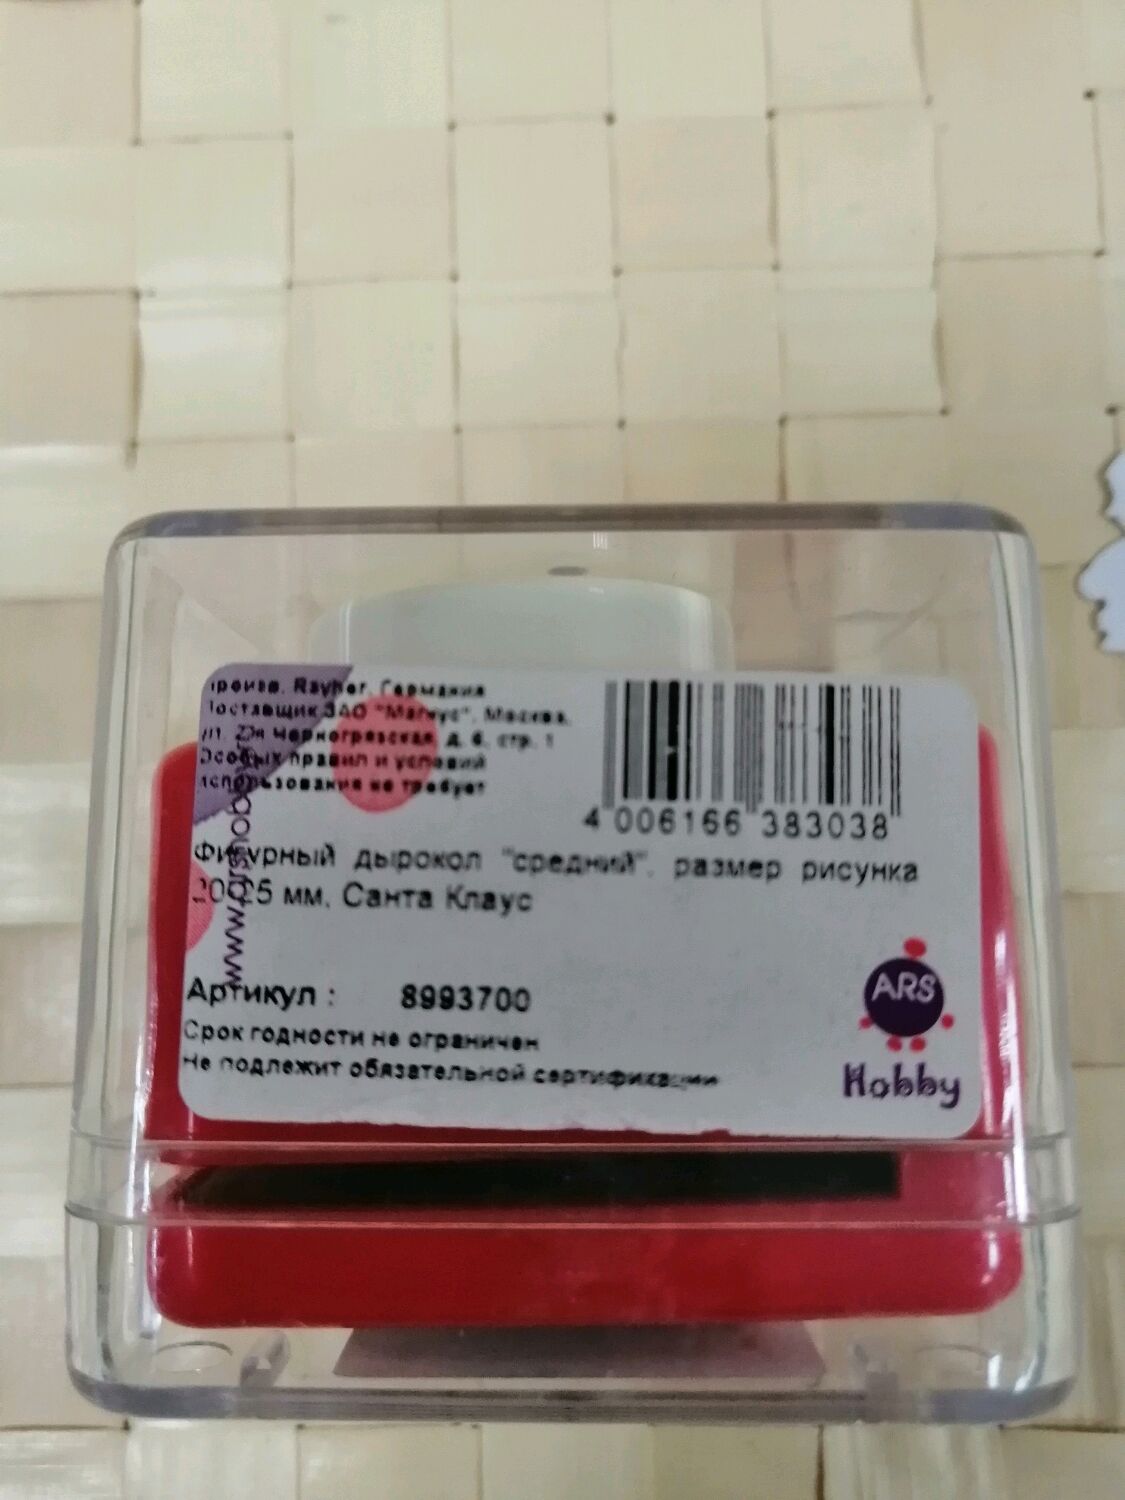 Rayher, Германия
Поставщик ЗАО "Магнус", Москва,
Черногрязская, д. 6, стр. 1
Особых правил и условий
использования не требует
4 006166 383038
Фигурный дырокол "средний", размер рисунка
мм, Санта Клаус
Артикул : 8993700
Срок годности не ограничен
Не подлежит обязательной сертификации
ARS
Hobby